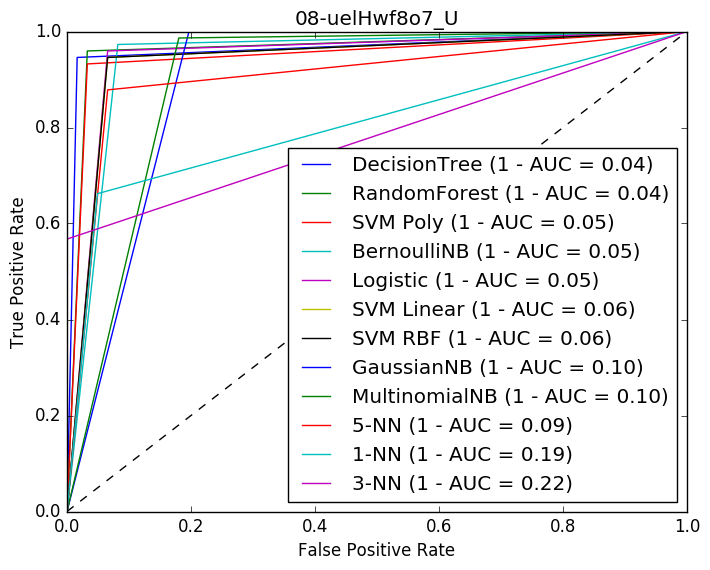 08-uelHwf8o7_U
1.0
0.8
0.6
0.4
0.2
0.0
True Positive Rate
DecisionTree (1 - AUC = 0.04)
RandomForest (1 - AUC = 0.04)
SVM Poly (1 - AUC = 0.05)
BernoulliNB (1 - AUC = 0.05)
Logistic (1 - AUC = 0.05)
SVM Linear (1 - AUC = 0.06)
SVM RBF (1 - AUC = 0.06)
GaussianNB (1 - AUC = 0.10)
MultinomialNB (1 - AUC = 0.10)
5-NN (1 - AUC = 0.09)
1-NN (1 - AUC = 0.19)
3-NN (1 - AUC = 0.22)
0.0 0.2 0.4 0.6 0.8 1.0
False Positive Rate